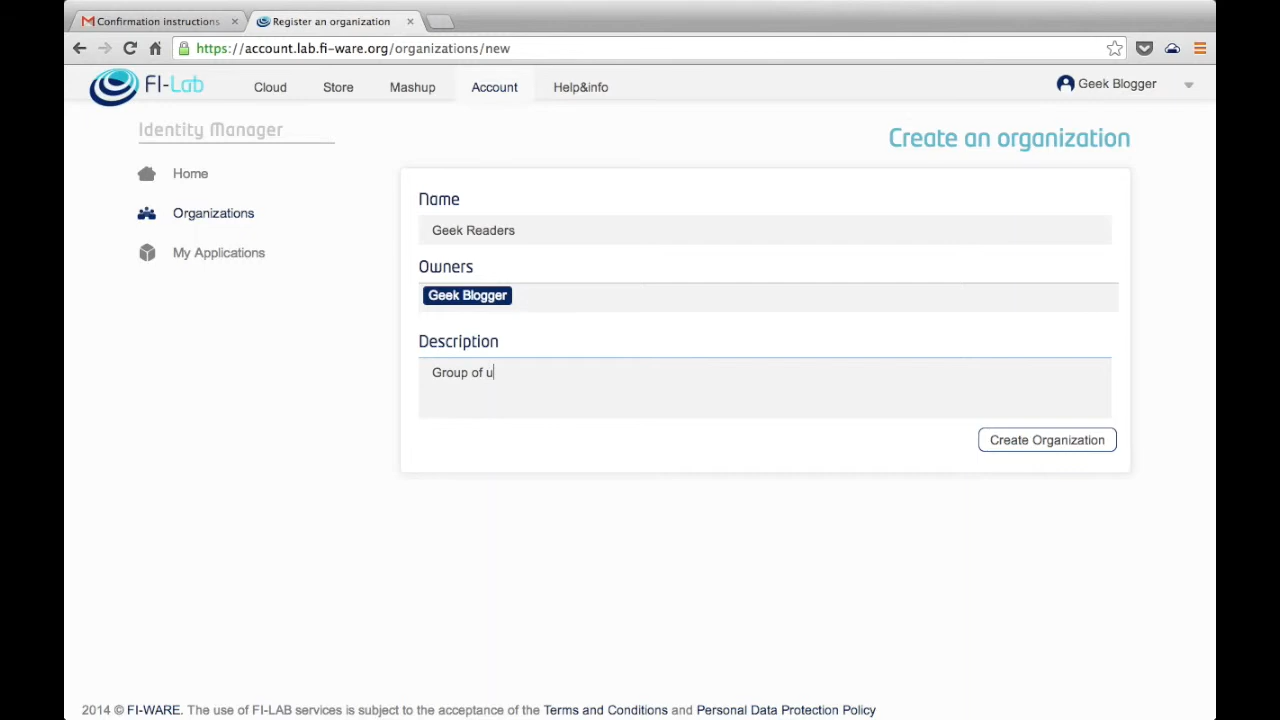 Confirmation instructions
Register an organization
https://account.lab.fi-ware.org/organizations/new
FI-Lab
Cloud Store Mashup Account Help&info
Geek Blogger
Identity Manager
Home
Organizations
My Applications
Create an organization
Name
Geek Readers
Owners
Geek Blogger
Description
Group of u
Create Organization
2014 © FI-WARE. The use of FI-LAB services is subject to the acceptance of the Terms and Conditions and Personal Data Protection Policy